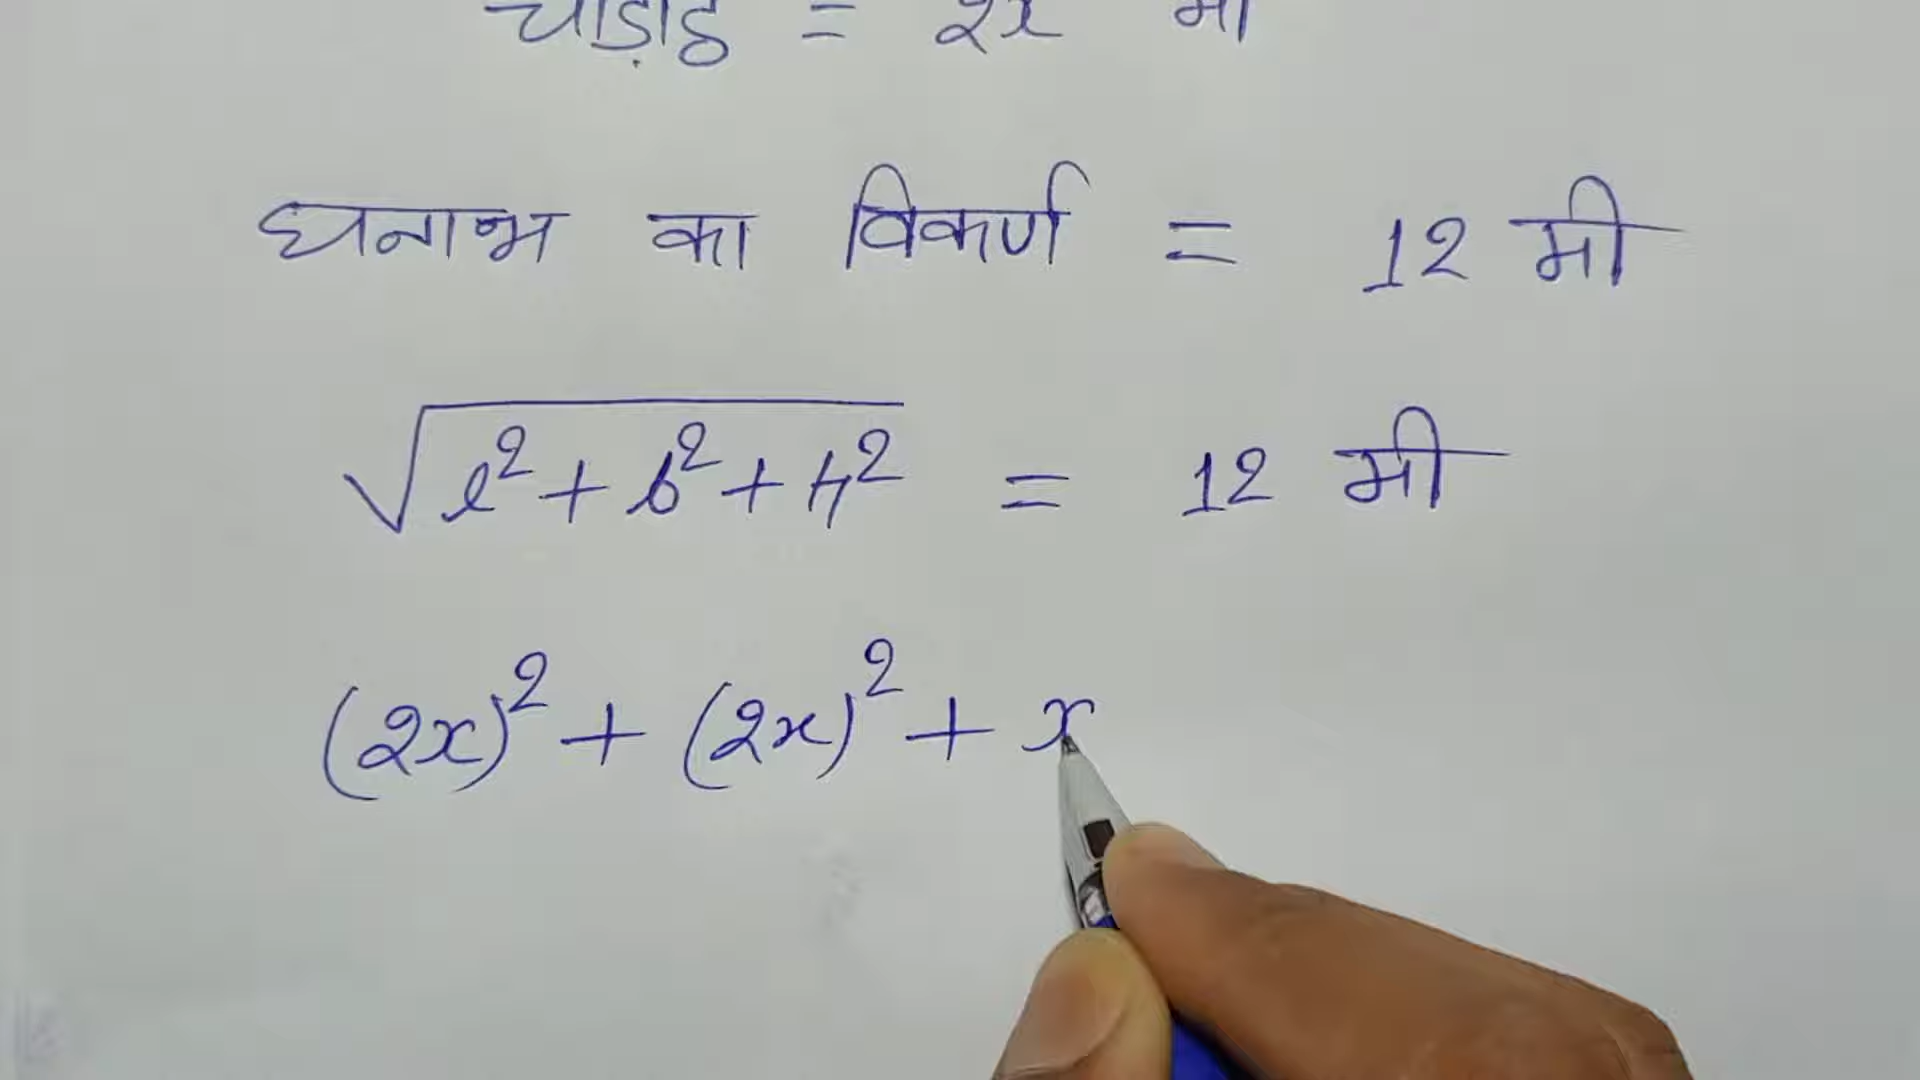 चौड़ाई = 2x मी
घनाभ का विकर्ण = 12 मी
√l²+b²+h² = 12 मी
(2x)² + (2x)² + x